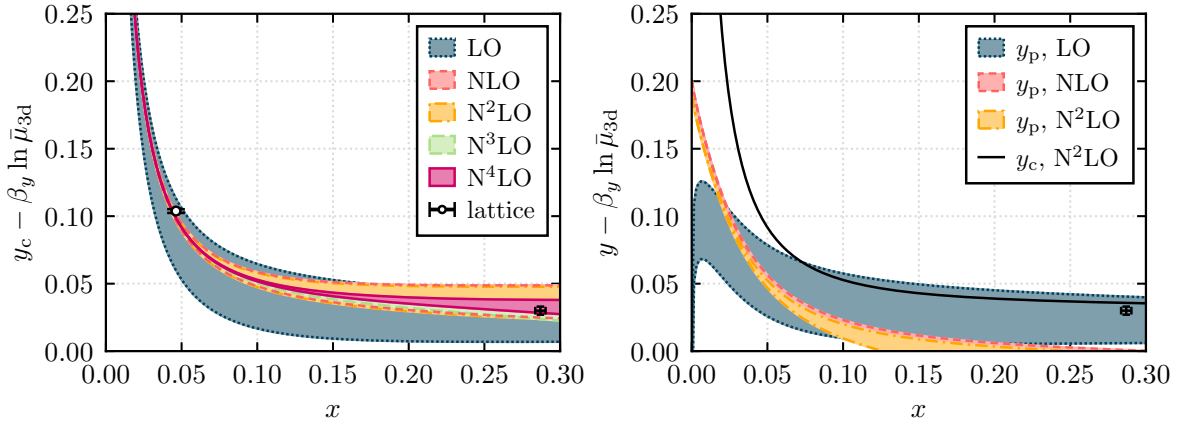 y_c − β_y ln μ̄_3d
0.25
0.20
0.15
0.10
0.05
0.00
0.00 0.05 0.10 0.15 0.20 0.25 0.30
x
LO
NLO
N²LO
N³LO
N⁴LO
lattice
y − β_y ln μ̄_3d
0.25
0.20
0.15
0.10
0.05
0.00
0.00 0.05 0.10 0.15 0.20 0.25 0.30
x
y_p, LO
y_p, NLO
y_p, N²LO
y_c, N²LO